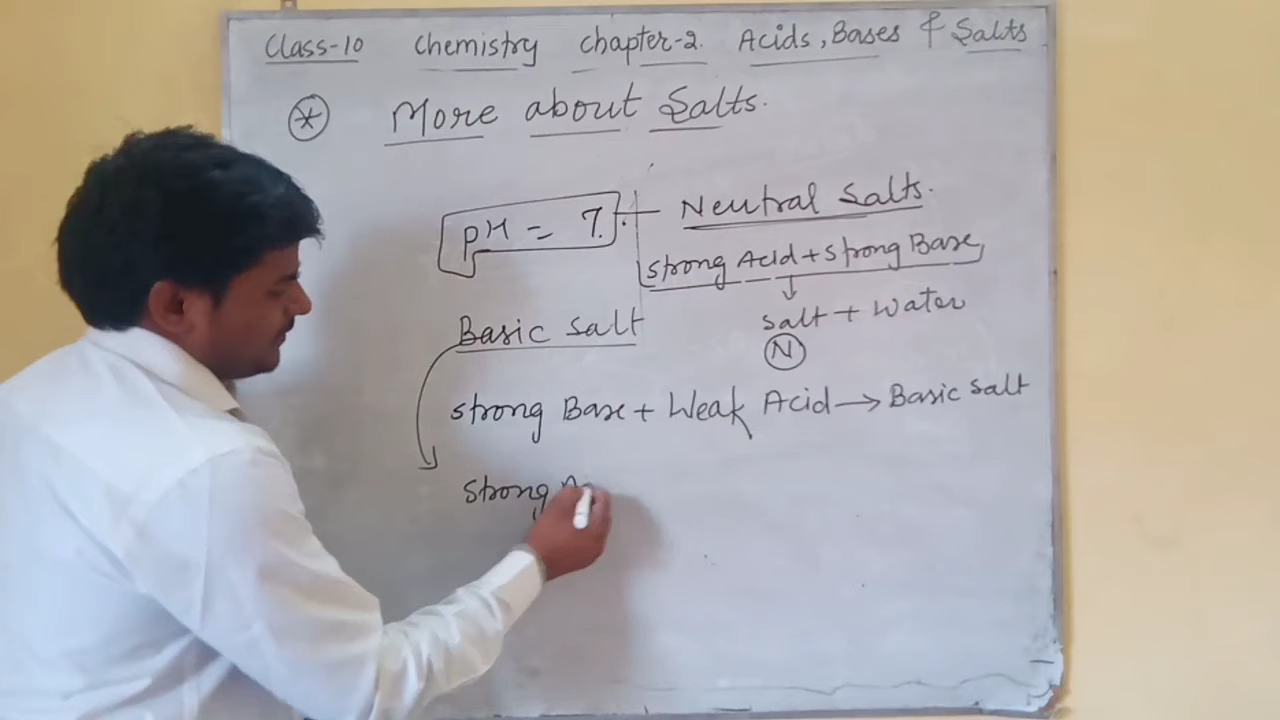 Class-10 Chemistry Chapter-2. Acids, Bases & Salts
* More about Salts.
pH = 7. Neutral Salts.
strong Acid + strong Base
salt + water
N
Basic salt
strong Base + Weak Acid → Basic salt
strong